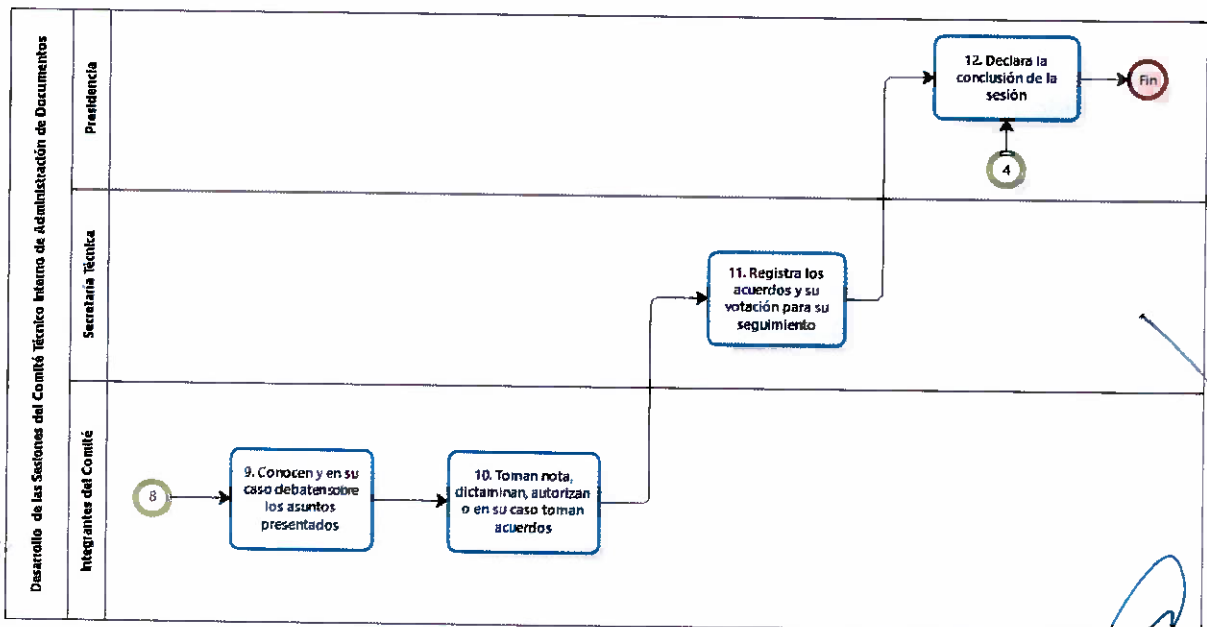 Desarrollo de las Sesiones del Comité Técnico Interno de Administración de Documentos
Presidencia
12. Declara la
conclusión de la
sesión
Fin
4
Secretaría Técnica
11. Registra los
acuerdos y su
votación para su
seguimiento
Integrantes del Comité
8
9. Conocen y en su
caso debaten sobre
los asuntos
presentados
10. Toman nota,
dictaminan, autorizan
o en su caso toman
acuerdos